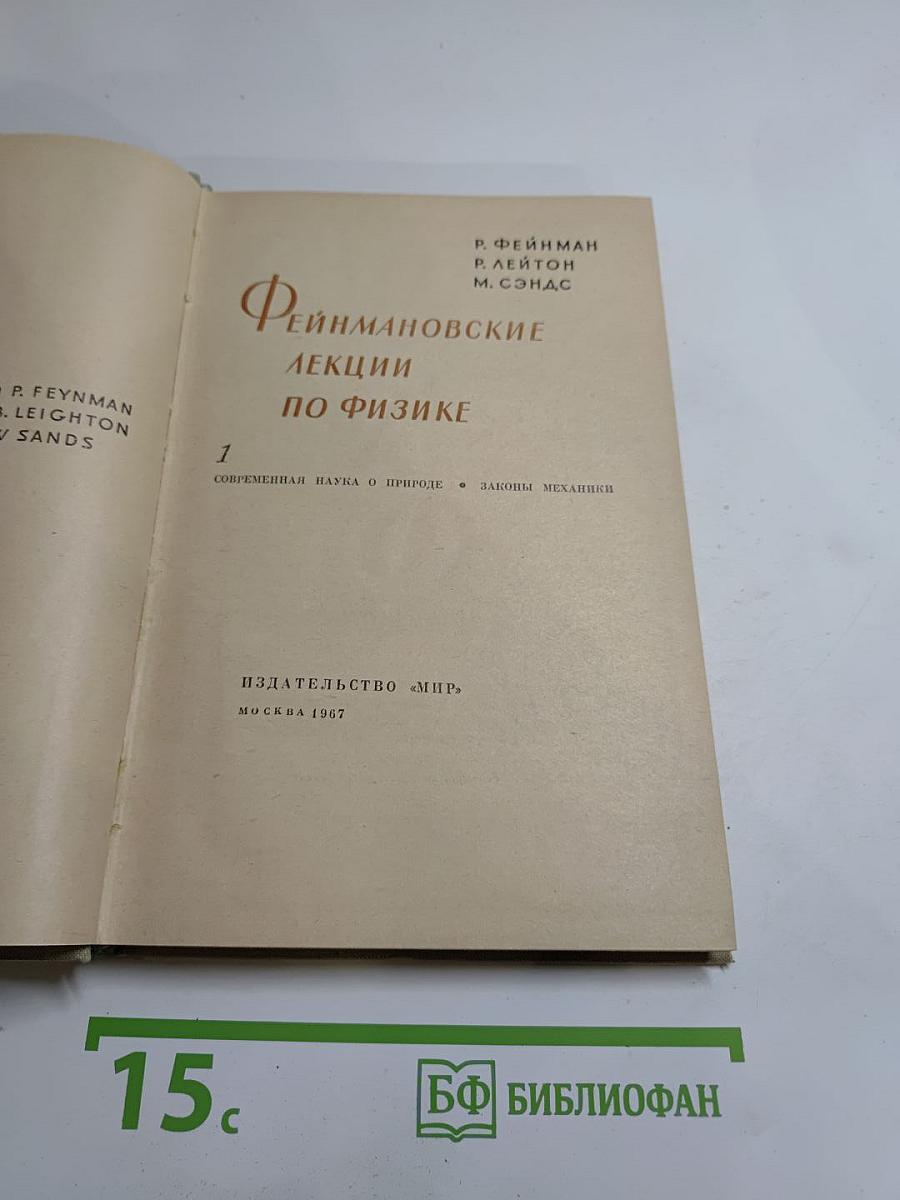 P. FEYNMAN
B. LEIGHTON
SANDS
Р. ФЕЙНМАН
Р. ЛЕЙТОН
М. СЭНДС
ФЕЙНМАНОВСКИЕ
ЛЕКЦИИ
ПО ФИЗИКЕ
1
СОВРЕМЕННАЯ НАУКА О ПРИРОДЕ • ЗАКОНЫ МЕХАНИКИ
ИЗДАТЕЛЬСТВО «МИР»
МОСКВА 1967
15 с
БФ БИБЛИОФАН